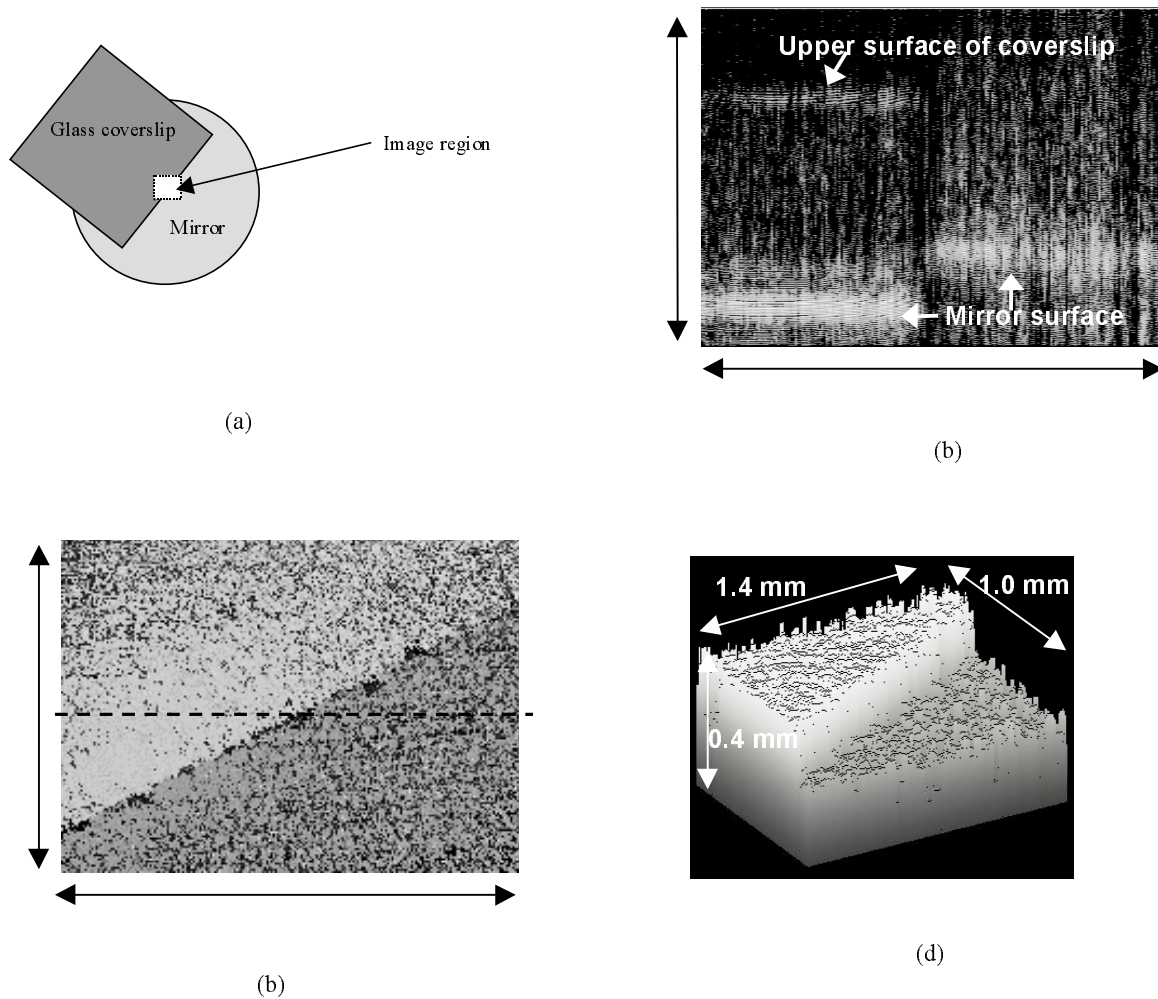 Glass coverslip
Image region
Mirror
(a)
Upper surface of coverslip
Mirror surface
(b)
(b)
1.4 mm
1.0 mm
0.4 mm
(d)